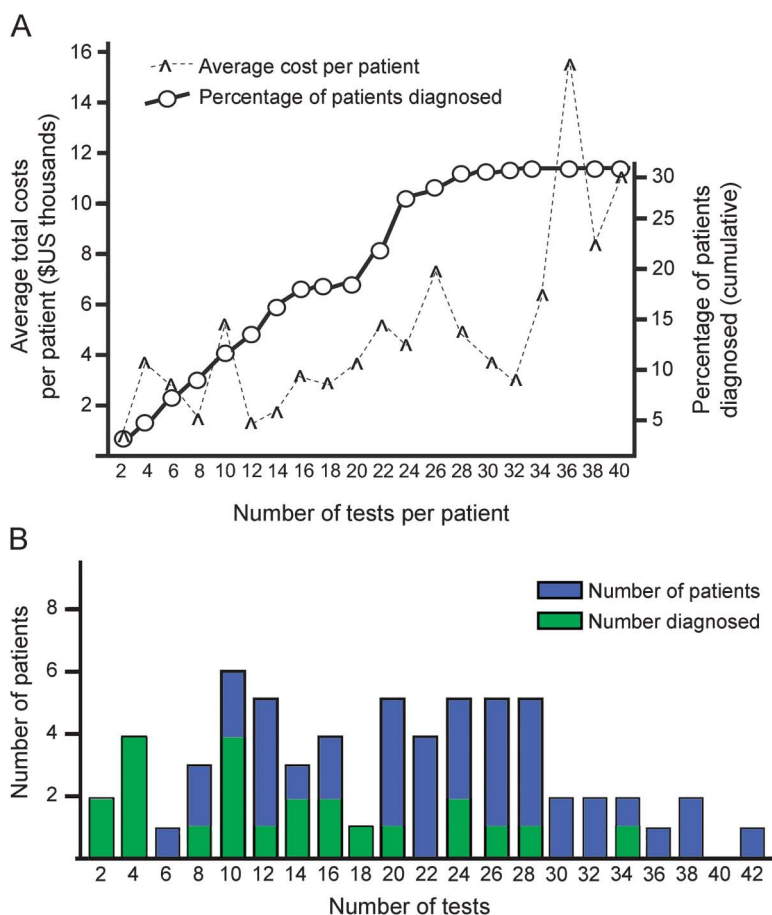 A
16
14
12
10
8
6
4
2
Average total costs
per patient ($US thousands)
Average cost per patient
Percentage of patients diagnosed
30
25
20
15
10
5
Percentage of patients
diagnosed (cumulative)
2 4 6 8 10 12 14 16 18 20 22 24 26 28 30 32 34 36 38 40
Number of tests per patient
B
8
6
4
2
Number of patients
Number of patients
Number diagnosed
2 4 6 8 10 12 14 16 18 20 22 24 26 28 30 32 34 36 38 40 42
Number of tests